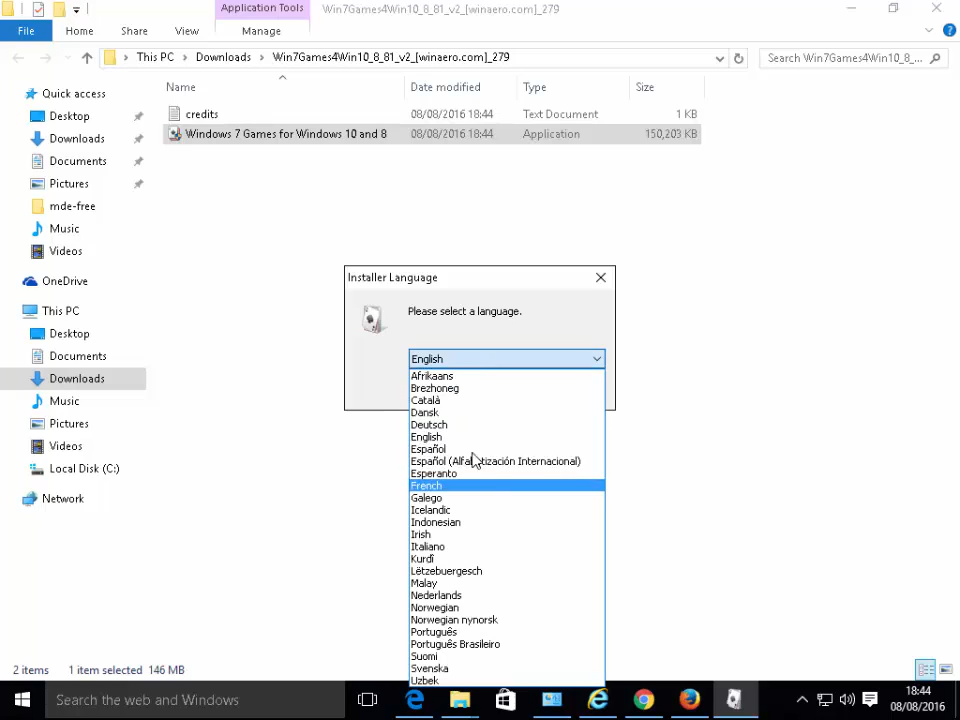 Application Tools
Win7Games4Win10_8_81_v2_[winaero.com]_279
File
Home
Share
View
Manage
This PC
Downloads
Win7Games4Win10_8_81_v2_[winaero.com]_279
Search Win7Games4Win10_8_...
Name
Date modified
Type
Size
credits
08/08/2016 18:44
Text Document
1 KB
Windows 7 Games for Windows 10 and 8
08/08/2016 18:44
Application
150,203 KB
Quick access
Desktop
Downloads
Documents
Pictures
mde-free
Music
Videos
OneDrive
This PC
Desktop
Documents
Downloads
Music
Pictures
Videos
Local Disk (C:)
Network
Installer Language
Please select a language.
English
Afrikaans
Brezhoneg
Català
Dansk
Deutsch
English
Español
Español (Alfabetización Internacional)
Esperanto
French
Galego
Icelandic
Indonesian
Irish
Italiano
Kurdî
Lëtzebuergesch
Malay
Nederlands
Norwegian
Norwegian nynorsk
Português
Português Brasileiro
Suomi
Svenska
Uzbek
2 items
1 item selected 146 MB
Search the web and Windows
18:44
08/08/2016